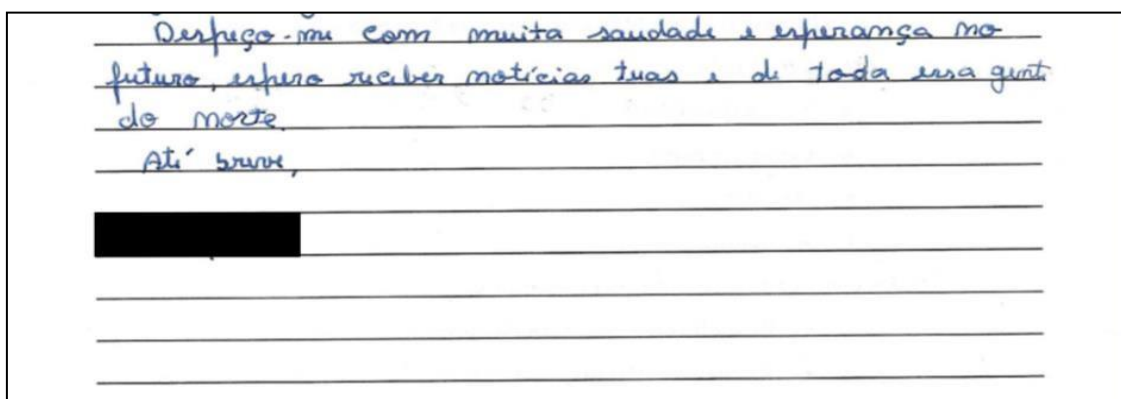 Despeço-me com muita saudade e esperança no
futuro, espero receber notícias tuas e de toda essa gente
do norte.
Até breve,